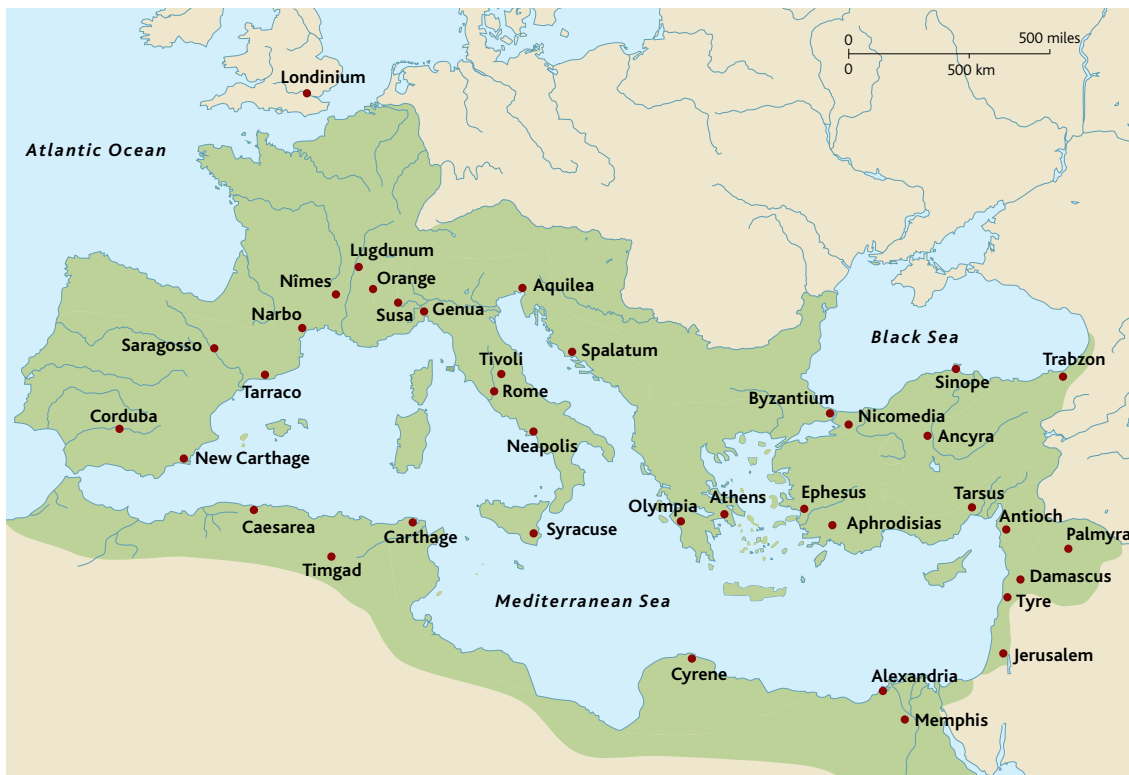 0 500 miles
0 500 km
Londinium
Atlantic Ocean
Lugdunum
Nîmes
Orange
Aquilea
Susa
Genua
Narbo
Black Sea
Saragosso
Spalatum
Tivoli
Trabzon
Sinope
Tarraco
Rome
Byzantium
Corduba
Nicomedia
Ancyra
Neapolis
New Carthage
Ephesus
Tarsus
Athens
Olympia
Antioch
Caesarea
Carthage
Syracuse
Aphrodisias
Palmyra
Timgad
Damascus
Mediterranean Sea
Tyre
Jerusalem
Cyrene
Alexandria
Memphis